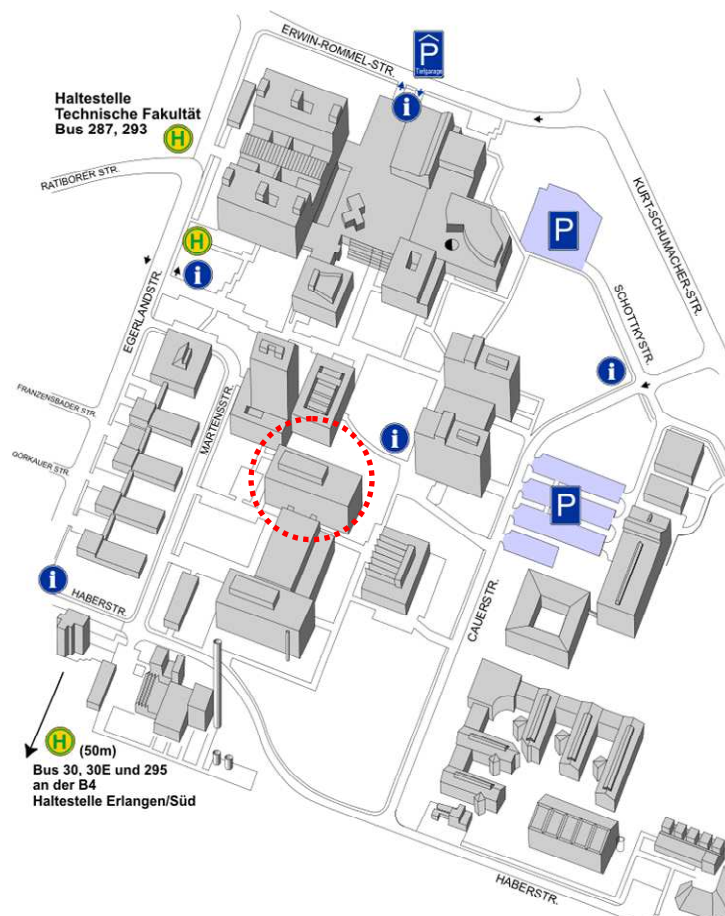 ERWIN-ROMMEL-STR.
P
Tiefgarage
i
Haltestelle
Technische Fakultät
Bus 287, 293
H
RATIBORER STR.
KURT-SCHUMACHER-STR.
P
H
i
EGERLANDSTR.
SCHOTTKYSTR.
i
FRANZENSBADER STR.
MARTENSSTR.
i
GORKAUER STR.
P
i
HABERSTR.
CAUERSTR.
H (50m)
Bus 30, 30E und 295
an der B4
Haltestelle Erlangen/Süd
HABERSTR.